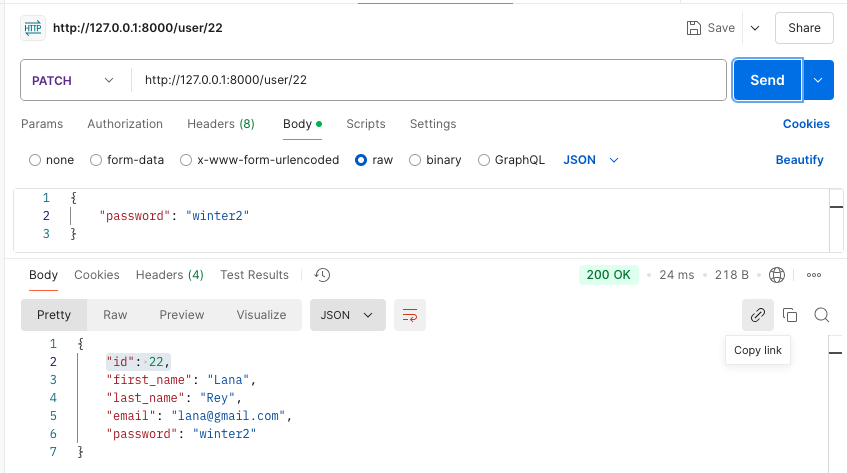 HTTP http://127.0.0.1:8000/user/22 Save Share
PATCH http://127.0.0.1:8000/user/22 Send
Params Authorization Headers (8) Body Scripts Settings Cookies
none form-data x-www-form-urlencoded raw binary GraphQL JSON Beautify
1 {
2 "password": "winter2"
3 }
Body Cookies Headers (4) Test Results 200 OK • 24 ms • 218 B
Pretty Raw Preview Visualize JSON
Copy link
1 {
2 "id": 22,
3 "first_name": "Lana",
4 "last_name": "Rey",
5 "email": "lana@gmail.com",
6 "password": "winter2"
7 }